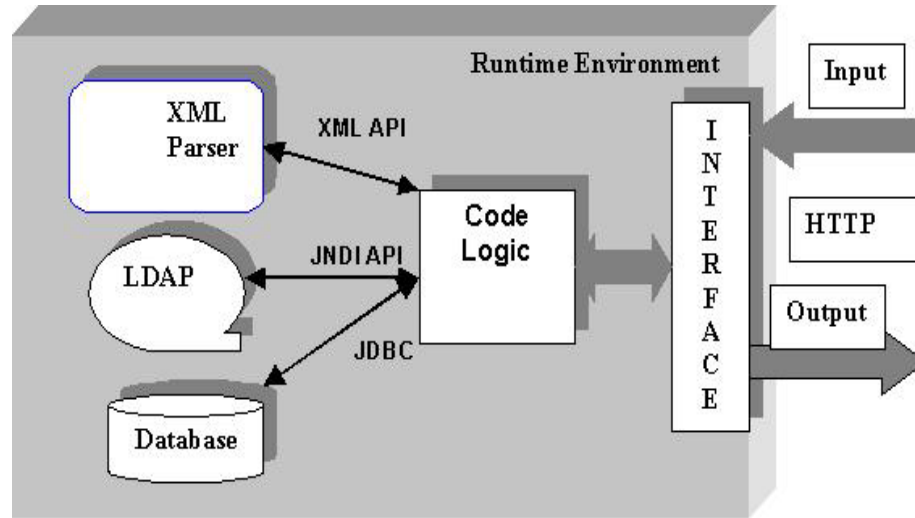 Runtime Environment
Input
XML
Parser
XML API
I
N
T
E
R
F
A
C
E
Code
Logic
HTTP
LDAP
JNDI API
Output
JDBC
Database